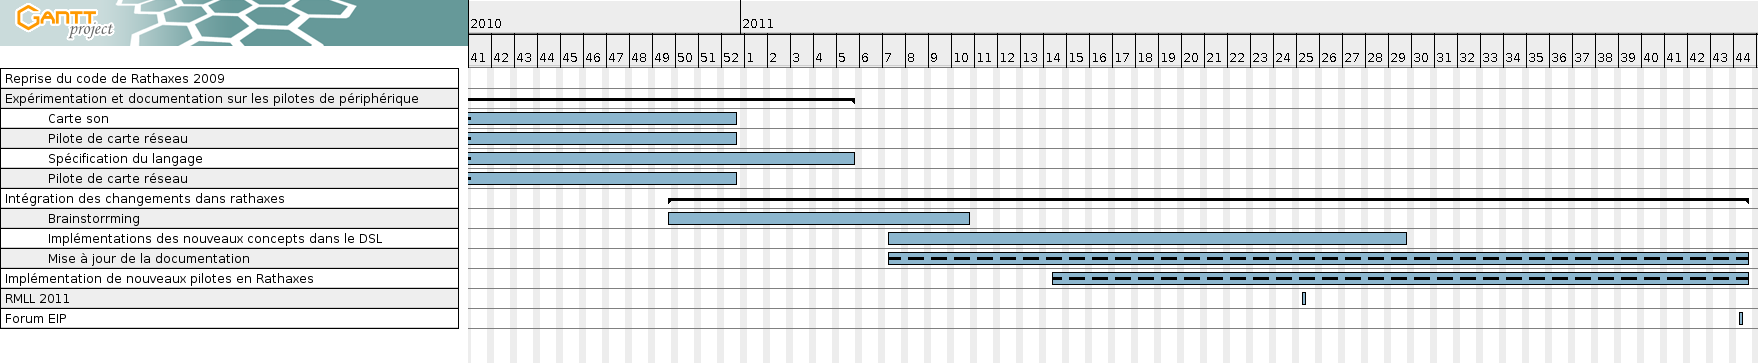 GANTT
project
2010 2011
41 42 43 44 45 46 47 48 49 50 51 52 1 2 3 4 5 6 7 8 9 10 11 12 13 14 15 16 17 18 19 20 21 22 23 24 25 26 27 28 29 30 31 32 33 34 35 36 37 38 39 40 41 42 43 44
Reprise du code de Rathaxes 2009
Expérimentation et documentation sur les pilotes de périphérique
Carte son
Pilote de carte réseau
Spécification du langage
Pilote de carte réseau
Intégration des changements dans rathaxes
Brainstorrming
Implémentations des nouveaux concepts dans le DSL
Mise à jour de la documentation
Implémentation de nouveaux pilotes en Rathaxes
RMLL 2011
Forum EIP